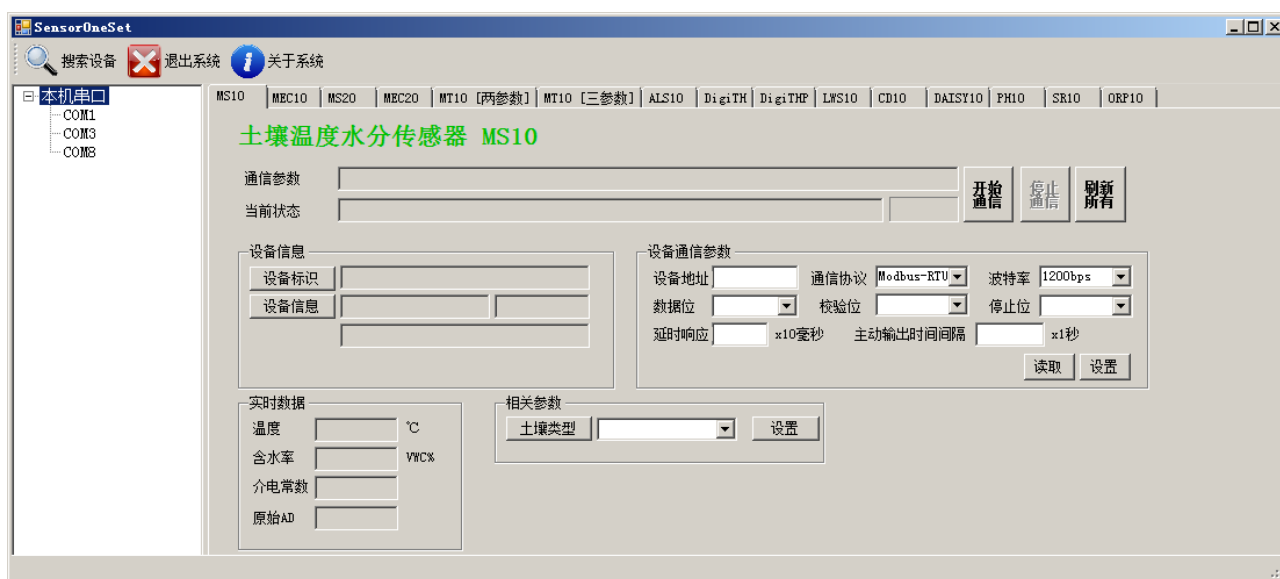 SensorOneSet
搜索设备 退出系统 关于系统
本机串口
COM1
COM3
COM8
MS10 MEC10 MS20 MEC20 MT10 [两参数] MT10 [三参数] ALS10 DigiTH DigiTHP LWS10 CD10 DAISY10 PH10 SR10 ORP10
土壤温度水分传感器 MS10
通信参数
当前状态
开始通信 停止通信 刷新所有
设备信息
设备标识
设备信息
设备通信参数
设备地址 通信协议 Modbus-RTU 波特率 1200bps
数据位 校验位 停止位
延时响应 x10毫秒 主动输出时间间隔 x1秒
读取 设置
实时数据
温度 ℃
含水率 VWC%
介电常数
原始AD
相关参数
土壤类型 设置